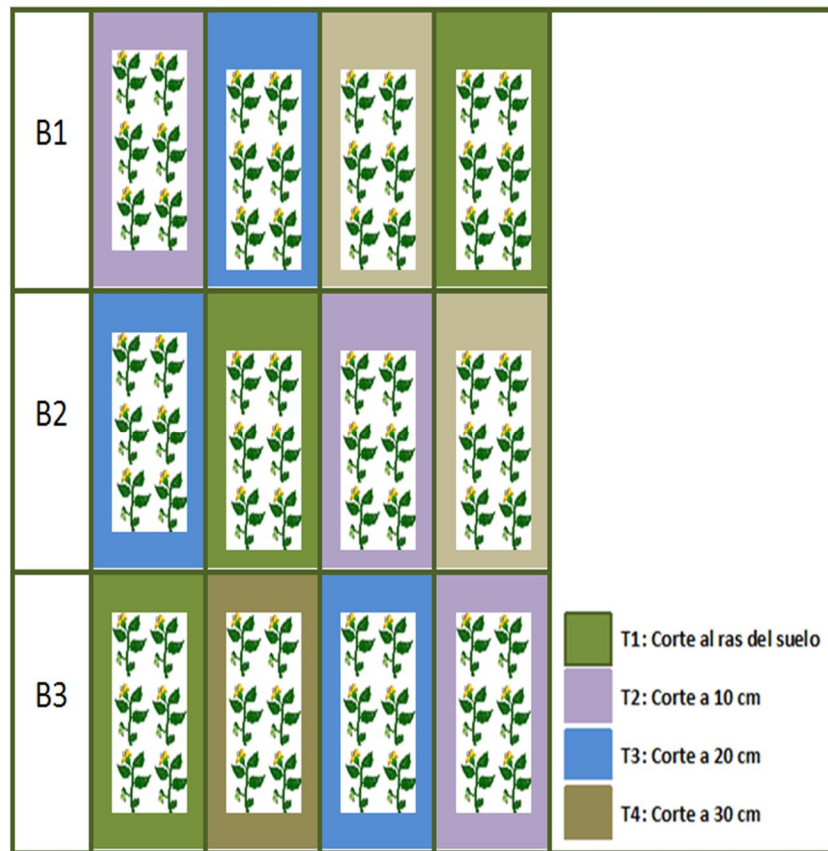 B1
B2
B3
T1: Corte al ras del suelo
T2: Corte a 10 cm
T3: Corte a 20 cm
T4: Corte a 30 cm